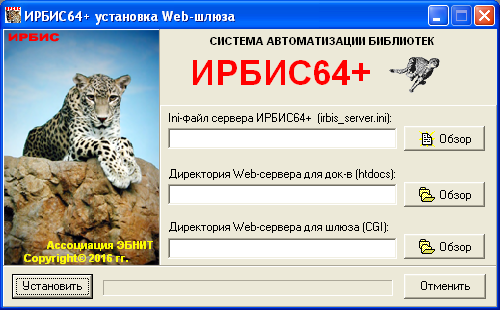 ИРБИС64+ установка Web-шлюза
ИРБИС
СИСТЕМА АВТОМАТИЗАЦИИ БИБЛИОТЕК
ИРБИС64+
Ini-файл сервера ИРБИС64+ (irbis_server.ini):
Обзор
Директория Web-сервера для док-в (htdocs):
Обзор
Директория Web-сервера для шлюза (CGI):
Обзор
Ассоциация ЭБНИТ
Copyright© 2016 гг.
Установить
Отменить